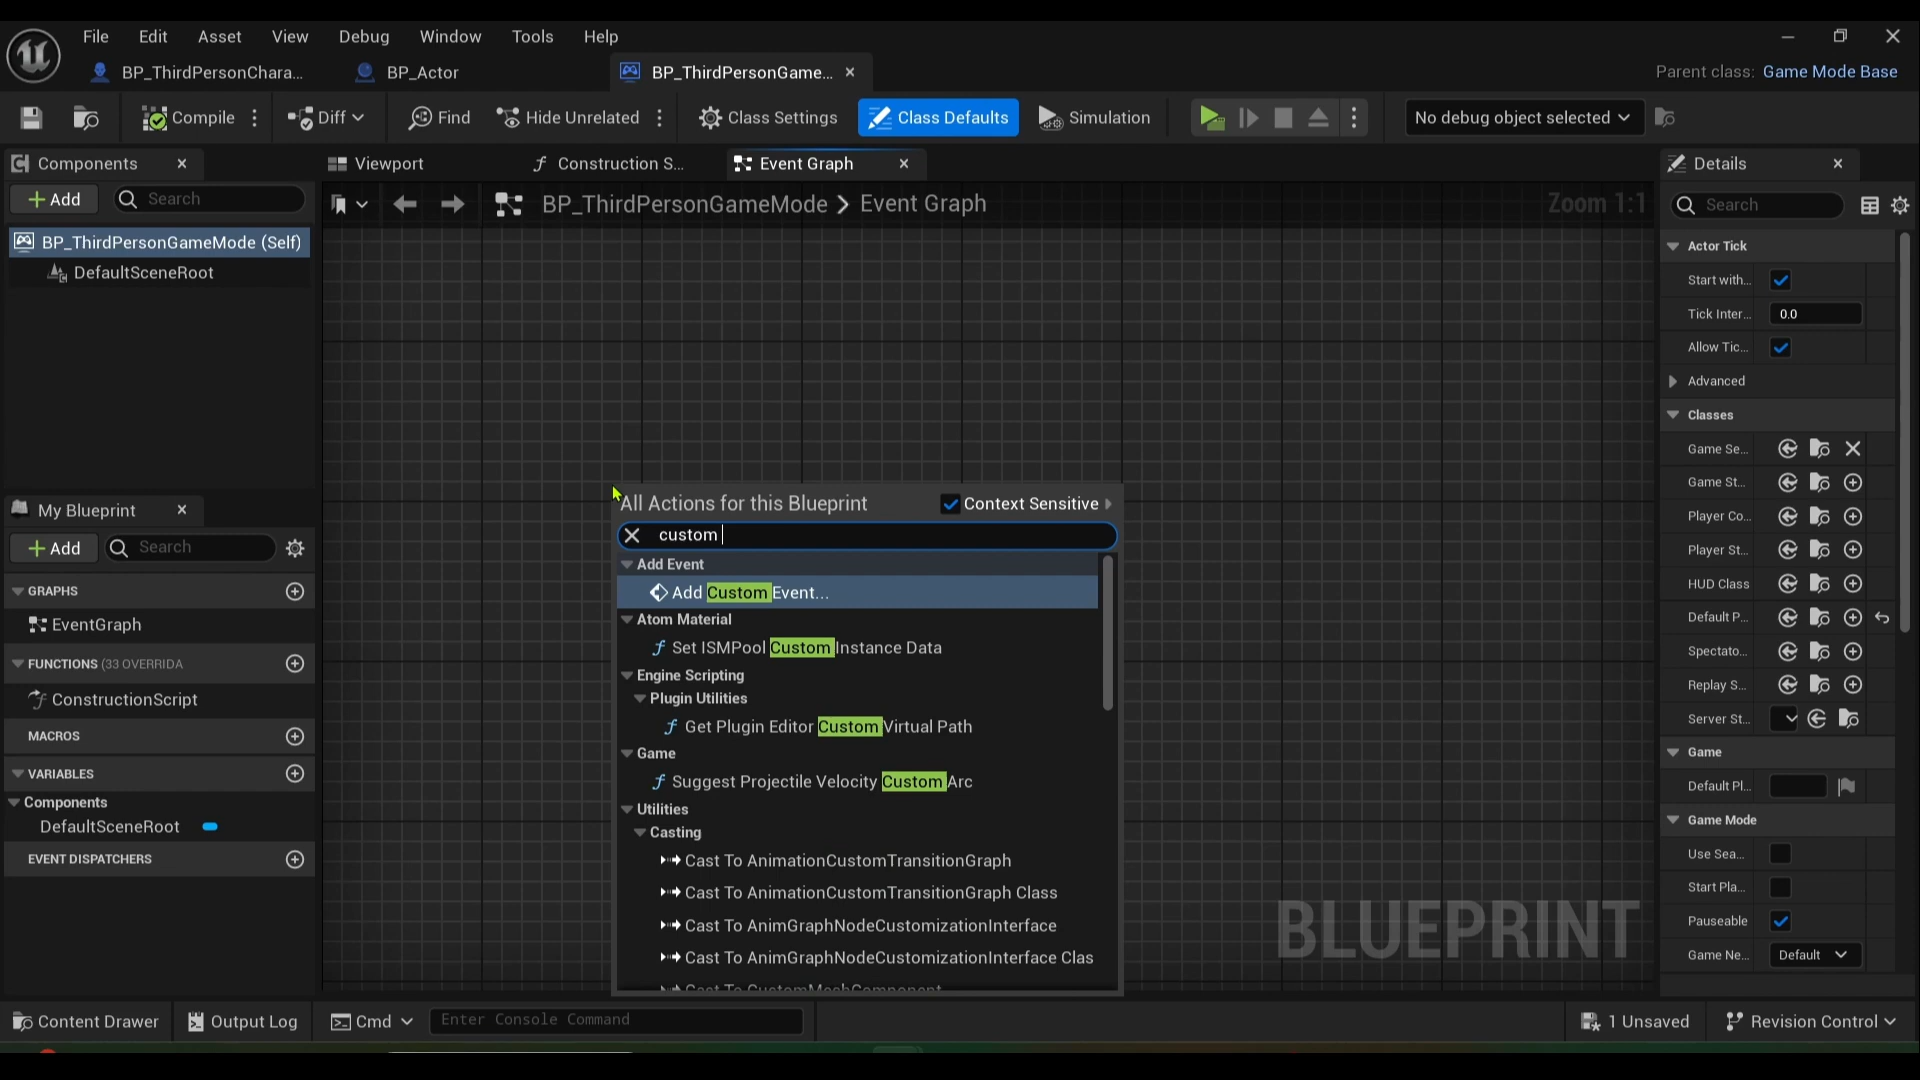 File Edit Asset View Debug Window Tools Help
BP_ThirdPersonChara... BP_Actor BP_ThirdPersonGame... Parent class: Game Mode Base
Compile Diff Find Hide Unrelated Class Settings Class Defaults Simulation No debug object selected
Components Viewport Construction S... Event Graph Details
+ Add Search BP_ThirdPersonGameMode > Event Graph Zoom 1:1 Search
BP_ThirdPersonGameMode (Self)
DefaultSceneRoot
My Blueprint
+ Add Search
GRAPHS
EventGraph
FUNCTIONS (33 OVERRIDA
ConstructionScript
MACROS
VARIABLES
Components
DefaultSceneRoot
EVENT DISPATCHERS
All Actions for this Blueprint Context Sensitive
custom
Add Event
Add Custom Event...
Atom Material
Set ISMPool Custom Instance Data
Engine Scripting
Plugin Utilities
Get Plugin Editor Custom Virtual Path
Game
Suggest Projectile Velocity Custom Arc
Utilities
Casting
Cast To AnimationCustomTransitionGraph
Cast To AnimationCustomTransitionGraph Class
Cast To AnimGraphNodeCustomizationInterface
Cast To AnimGraphNodeCustomizationInterface Clas
Cast To CustomMeshComponent
BLUEPRINT
Actor Tick
Start with...
Tick Inter... 0.0
Allow Tic...
Advanced
Classes
Game Se...
Game St...
Player Co...
Player St...
HUD Class
Default P...
Spectato...
Replay S...
Server St...
Game
Default Pl...
Game Mode
Use Sea...
Start Pla...
Pauseable
Game Ne... Default
Content Drawer Output Log Cmd Enter Console Command 1 Unsaved Revision Control